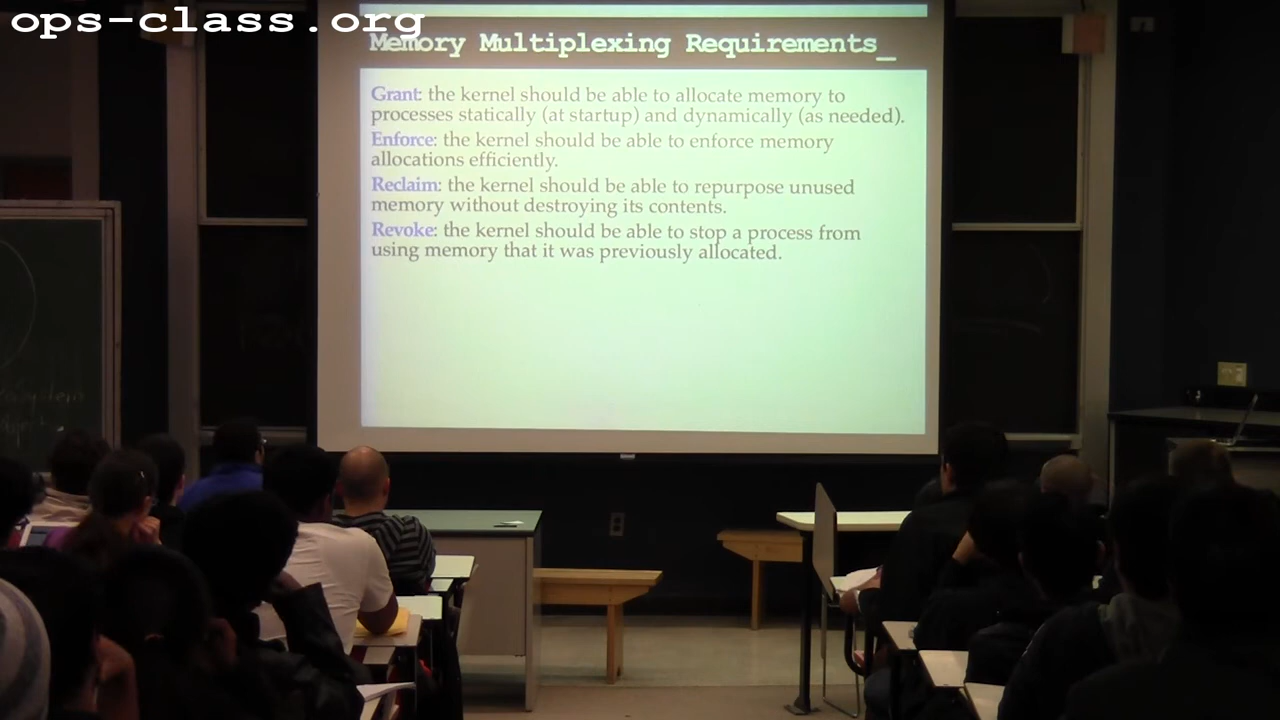 ops-class.org
Memory Multiplexing Requirements_
Grant: the kernel should be able to allocate memory to
processes statically (at startup) and dynamically (as needed).
Enforce: the kernel should be able to enforce memory
allocations efficiently.
Reclaim: the kernel should be able to repurpose unused
memory without destroying its contents.
Revoke: the kernel should be able to stop a process from
using memory that it was previously allocated.